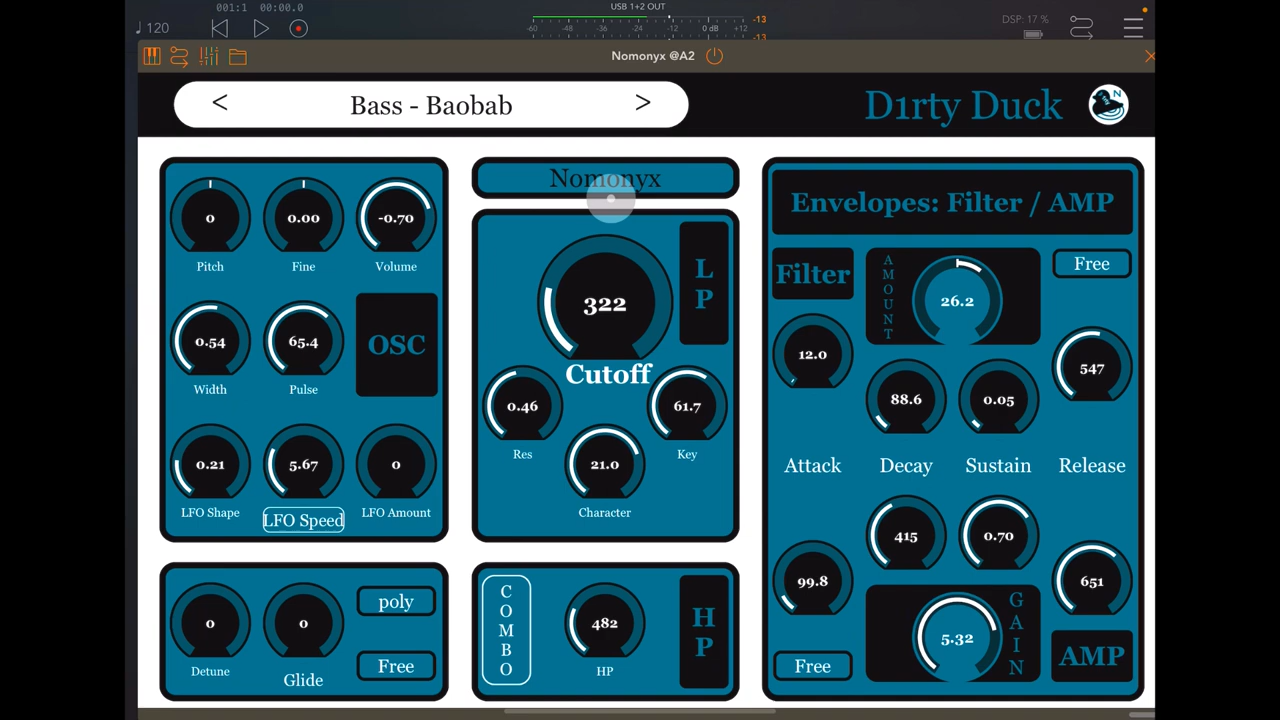 001:1 00:00.0
USB 1+2 OUT
♩120
-60 -48 -36 -24 -12 0 dB +12
-13
-13
DSP: 17 %
Nomonyx @A2
< Bass - Baobab >
D1rty Duck
N
0
0.00
-0.70
Pitch
Fine
Volume
0.54
65.4
OSC
Width
Pulse
0.21
5.67
0
LFO Shape
LFO Speed
LFO Amount
0
0
poly
Detune
Glide
Free
Nomonyx
322
LP
Cutoff
0.46
61.7
Res
21.0
Key
Character
COMBO
482
HP
HP
Envelopes: Filter / AMP
Filter
AMOUNT
26.2
Free
12.0
88.6
0.05
547
Attack
Decay
Sustain
Release
99.8
415
0.70
651
Free
5.32
GAIN
AMP